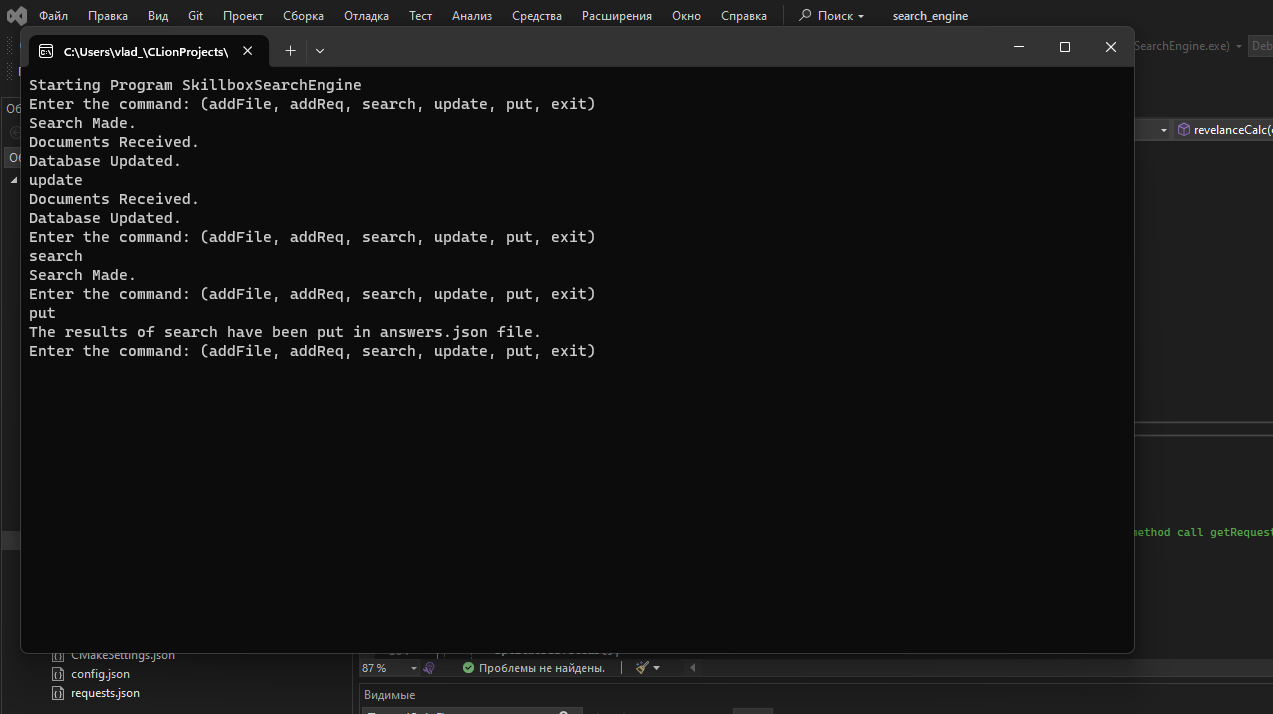 Файл Правка Вид Git Проект Сборка Отладка Тест Анализ Средства Расширения Окно Справка Поиск search_engine
C:\Users\vlad_\CLionProjects\
SearchEngine.exe) Deb
Об
revelanceCalc(
Об
Starting Program SkillboxSearchEngine
Enter the command: (addFile, addReq, search, update, put, exit)
Search Made.
Documents Received.
Database Updated.
update
Documents Received.
Database Updated.
Enter the command: (addFile, addReq, search, update, put, exit)
search
Search Made.
Enter the command: (addFile, addReq, search, update, put, exit)
put
The results of search have been put in answers.json file.
Enter the command: (addFile, addReq, search, update, put, exit)
method call getRequest
CMakeSettings.json
config.json
requests.json
87 % Проблемы не найдены.
Видимые